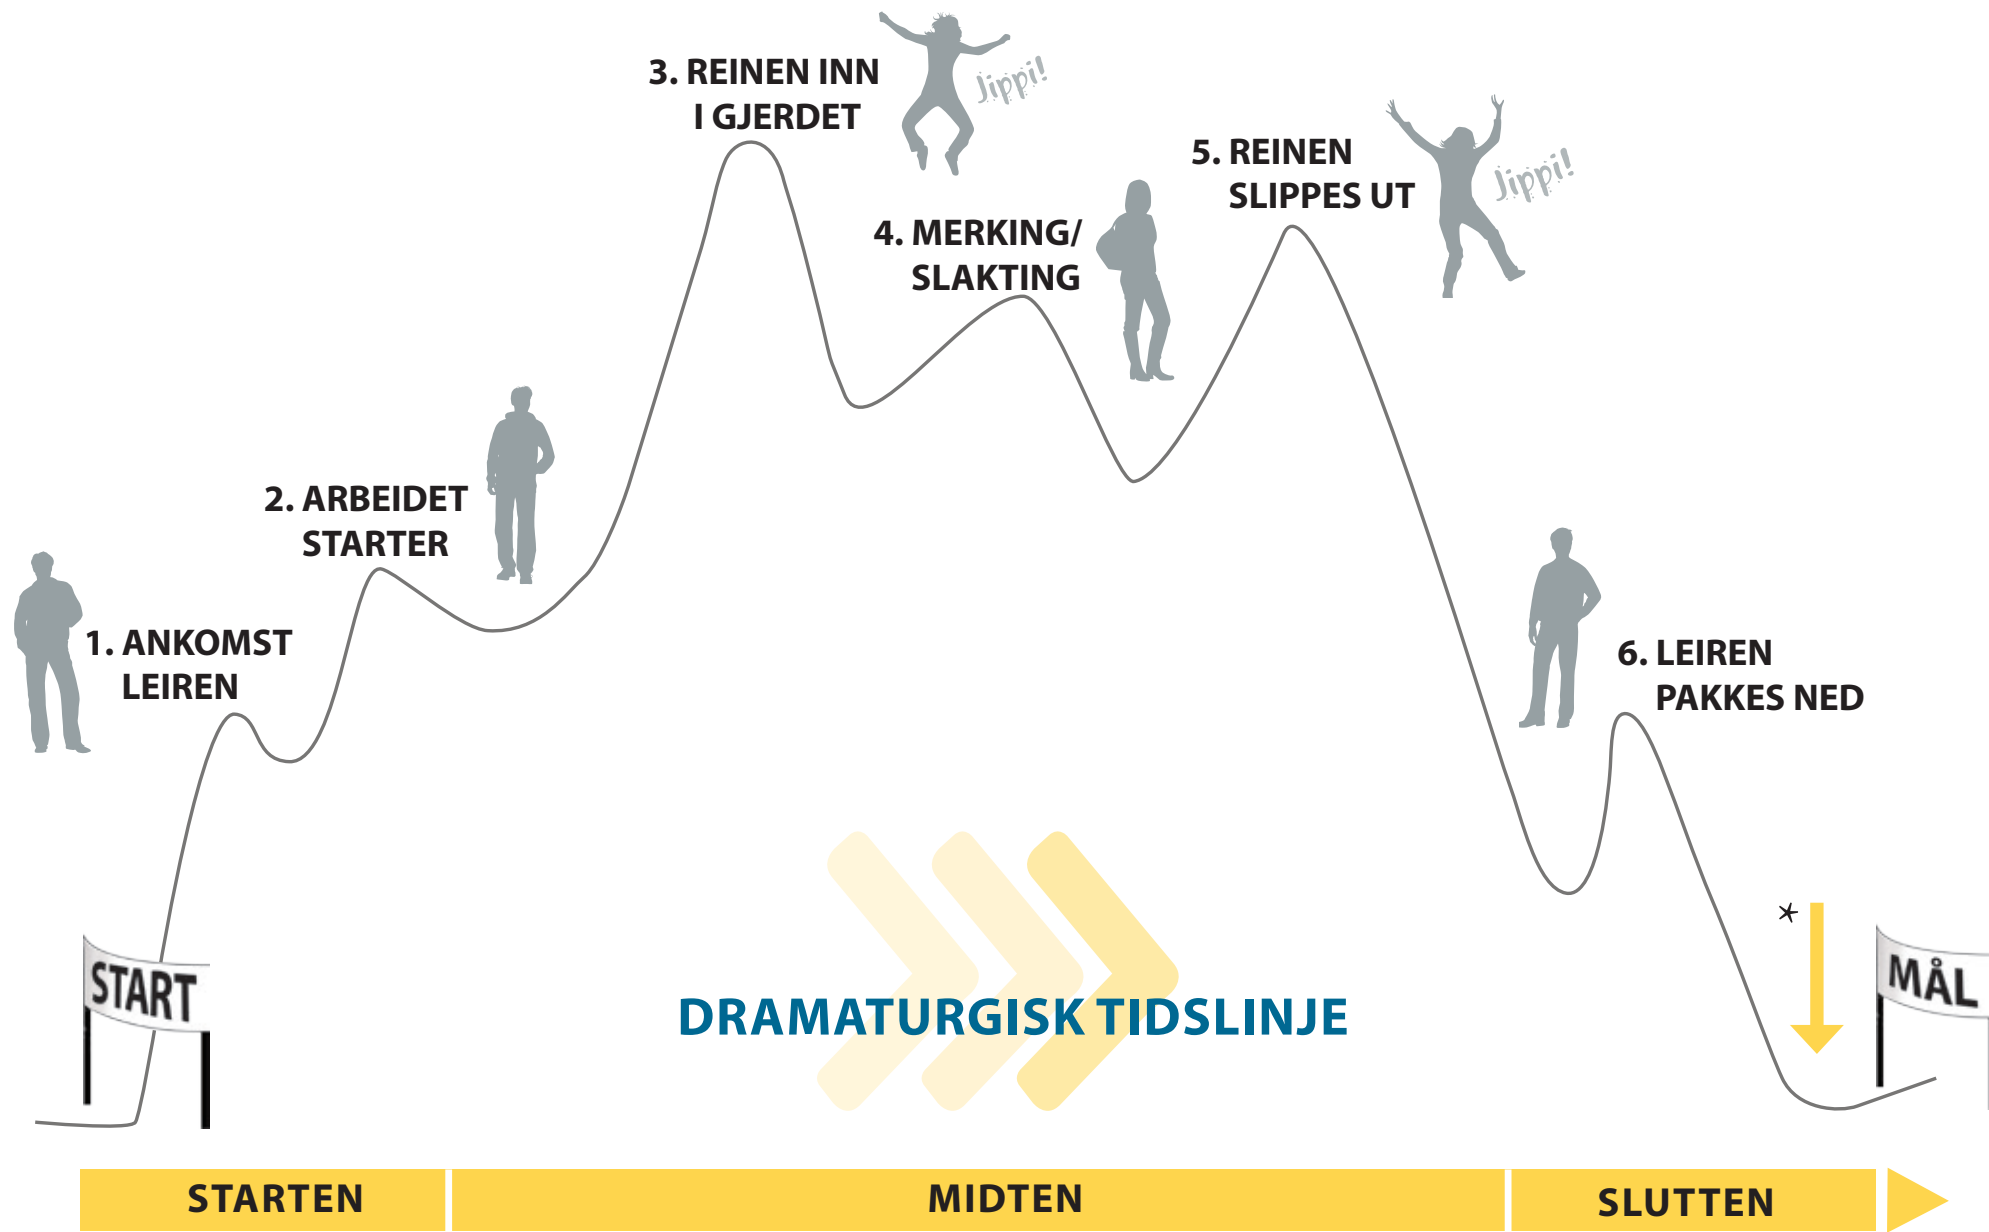 3. REINEN INN
I GJERDET
Jippi!
5. REINEN
SLIPPES UT
Jippi!
4. MERKING/
SLAKTING
2. ARBEIDET
STARTER
1. ANKOMST
LEIREN
6. LEIREN
PAKKES NED
*
START
MÅL
DRAMATURGISK TIDSLINJE
STARTEN
MIDTEN
SLUTTEN